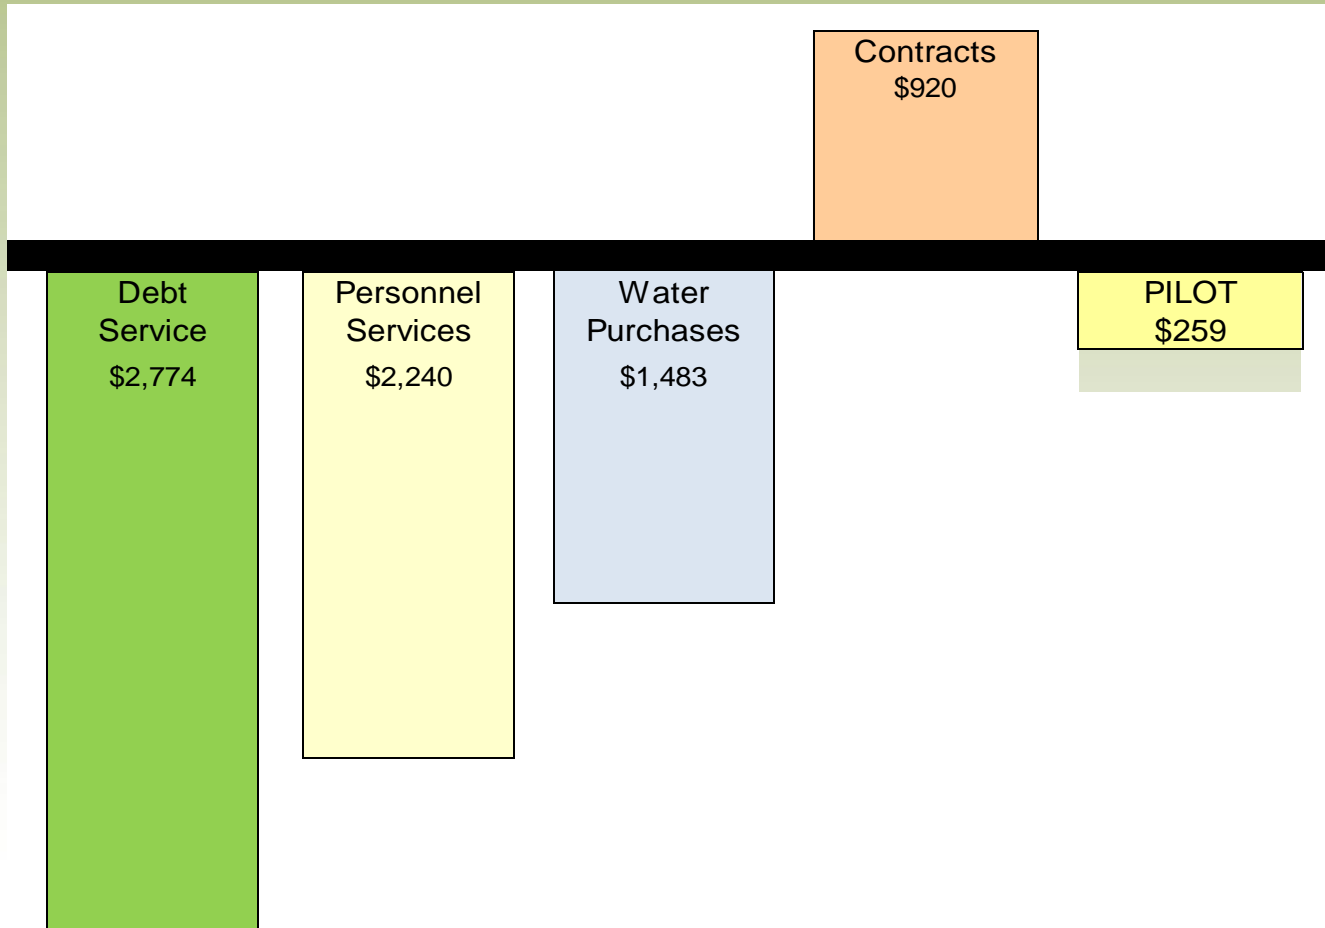 Contracts
$920
Debt
Service
$2,774
Personnel
Services
$2,240
Water
Purchases
$1,483
PILOT
$259